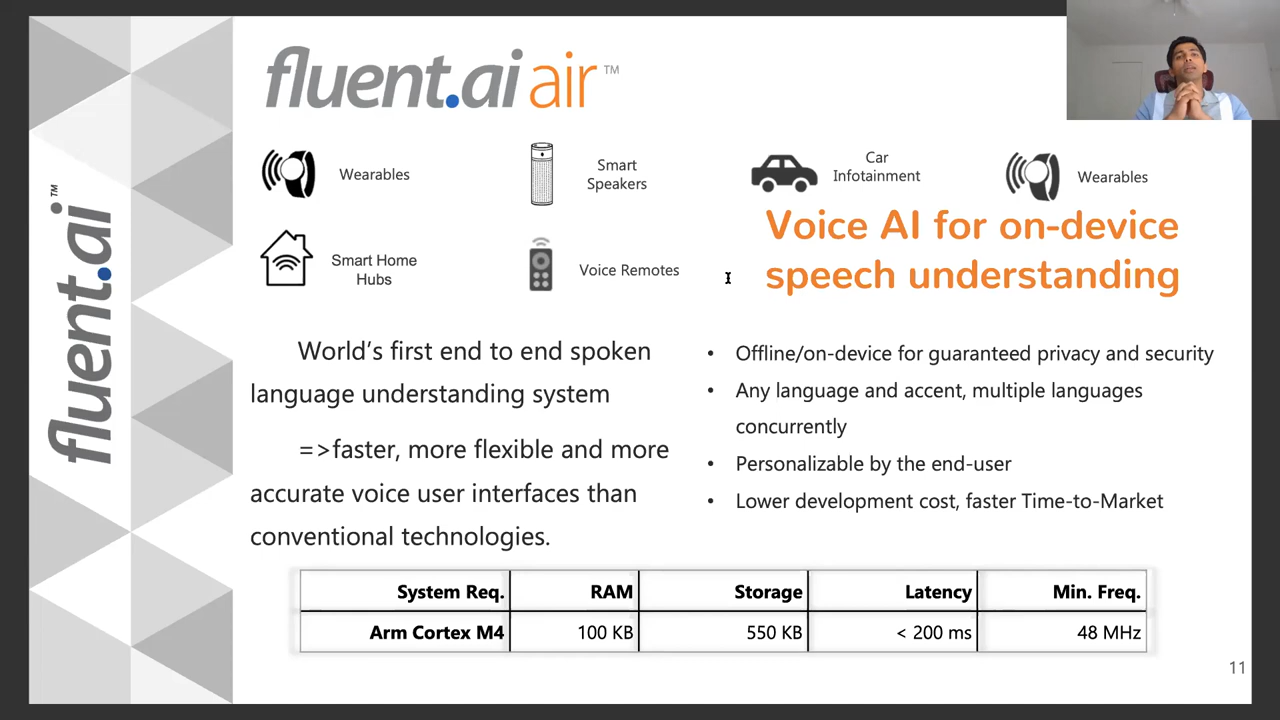 fluent.ai™
fluent.ai air™
Wearables
Smart
Speakers
Car
Infotainment
Wearables
Smart Home
Hubs
Voice Remotes
Voice AI for on-device
speech understanding
World’s first end to end spoken
language understanding system
=>faster, more flexible and more
accurate voice user interfaces than
conventional technologies.
• Offline/on-device for guaranteed privacy and security
• Any language and accent, multiple languages
concurrently
• Personalizable by the end-user
• Lower development cost, faster Time-to-Market
System Req. RAM Storage Latency Min. Freq.
Arm Cortex M4 100 KB 550 KB < 200 ms 48 MHz
11